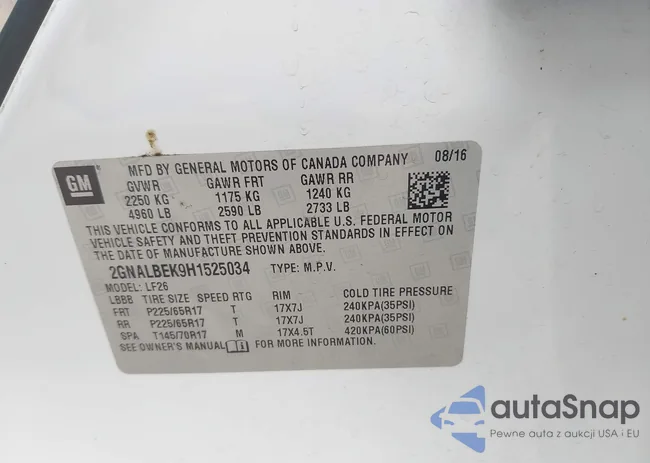 GM
MFD BY GENERAL MOTORS OF CANADA COMPANY 08/16
GVWR GAWR FRT GAWR RR
2250 KG 1175 KG 1240 KG
4960 LB 2590 LB 2733 LB
THIS VEHICLE CONFORMS TO ALL APPLICABLE U.S. FEDERAL MOTOR
VEHICLE SAFETY AND THEFT PREVENTION STANDARDS IN EFFECT ON
THE DATE OF MANUFACTURE SHOWN ABOVE.
2GNALBEK9H1525034 TYPE: M.P.V.
MODEL: LF26
LBBB TIRE SIZE SPEED RTG RIM COLD TIRE PRESSURE
FRT P225/65R17 T 17X7J 240KPA(35PSI)
RR P225/65R17 T 17X7J 240KPA(35PSI)
SPA T145/70R17 M 17X4.5T 420KPA(60PSI)
SEE OWNER'S MANUAL FOR MORE INFORMATION.
autaSnap
Pewne auta z aukcji USA i EU